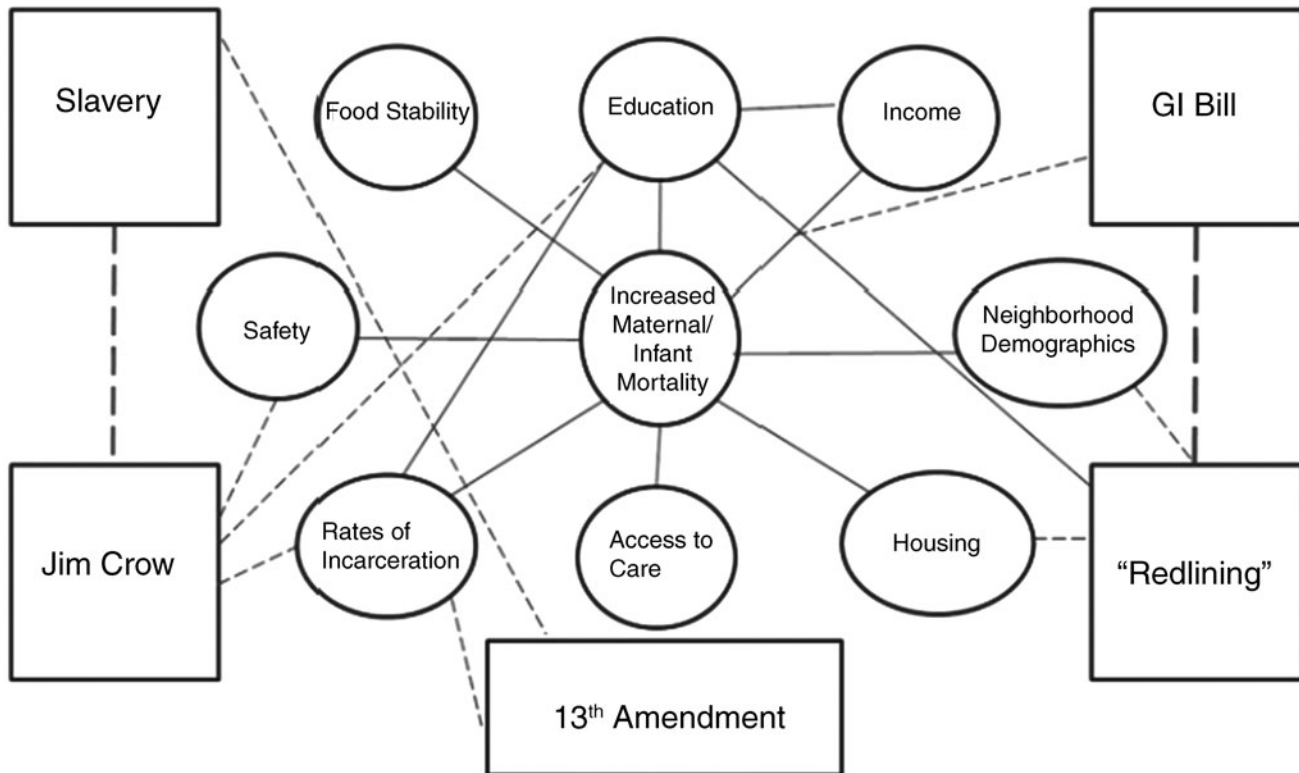 Slavery
Food Stability
Education
Income
GI Bill
Safety
Increased
Maternal/
Infant
Mortality
Neighborhood
Demographics
Jim Crow
Rates of
Incarceration
Access to
Care
Housing
“Redlining”
13th Amendment